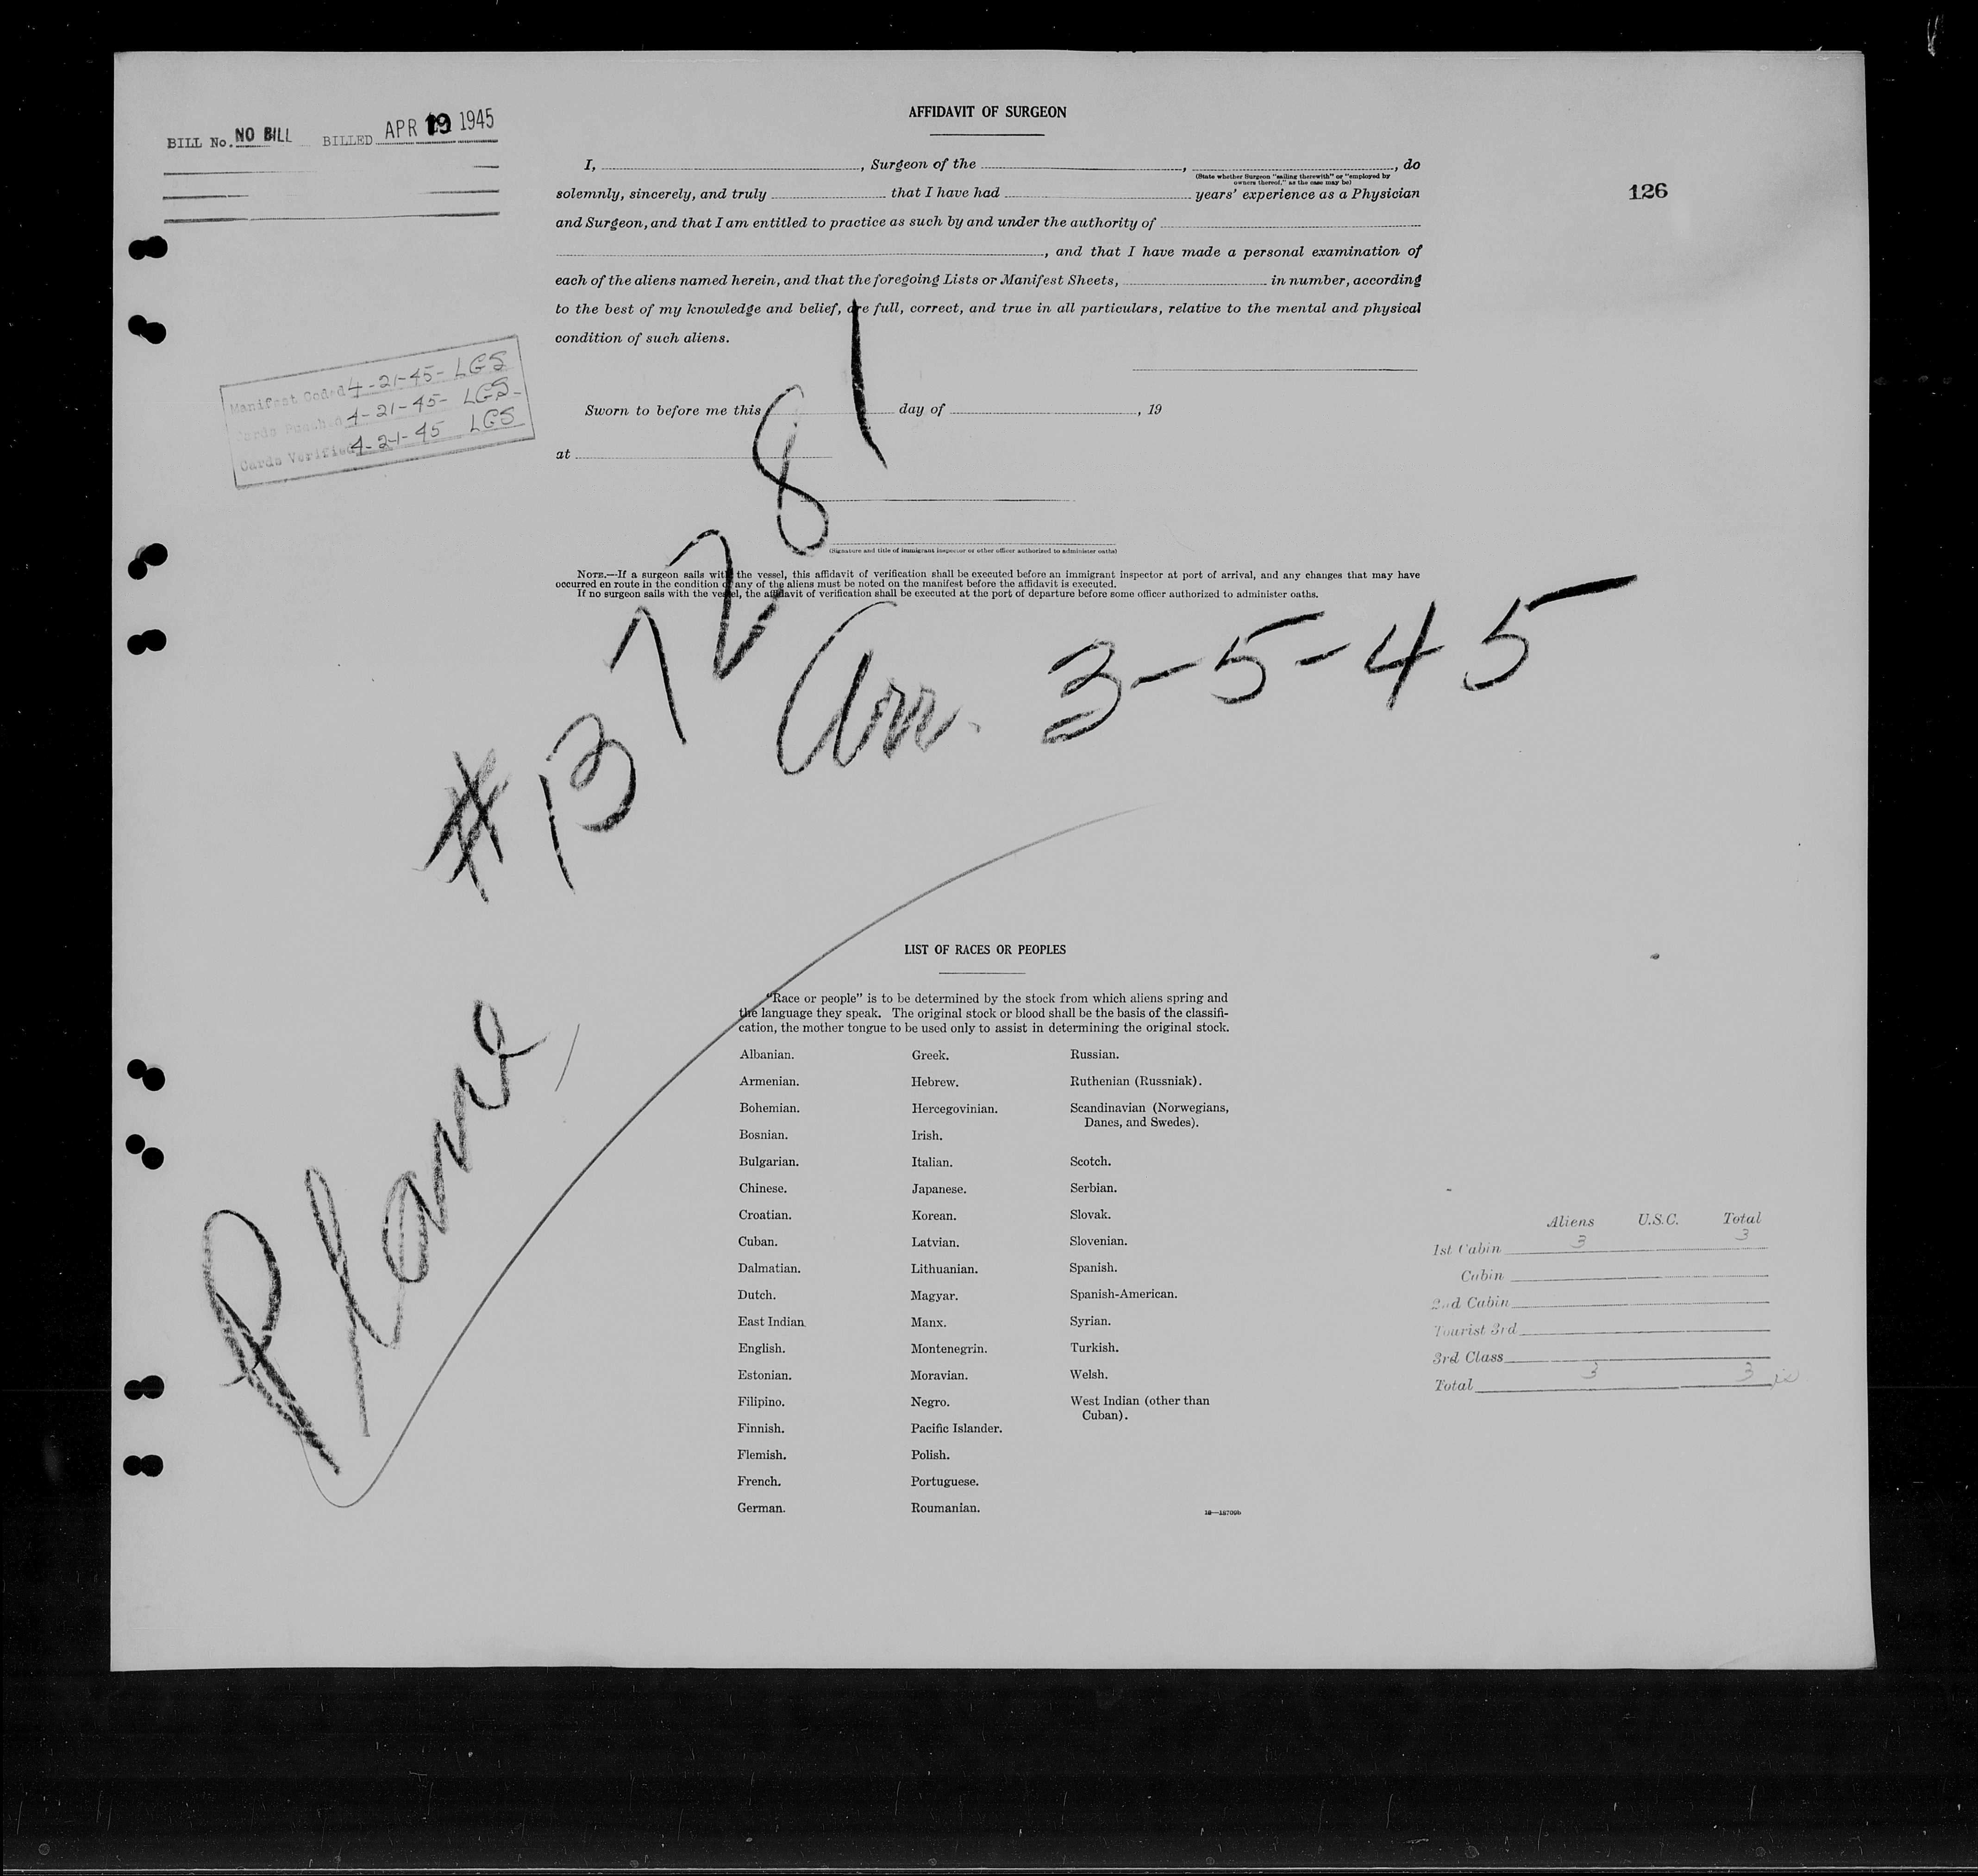 BILL No. NO BILL BILLED APR 19 1945
126
AFFIDAVIT OF SURGEON
I, , Surgeon of the , , do
(State whether Surgeon "sailing therewith" or "employed by
owners thereof," as the case may be)
solemnly, sincerely, and truly that I have had years' experience as a Physician
and Surgeon, and that I am entitled to practice as such by and under the authority of
, and that I have made a personal examination of
each of the aliens named herein, and that the foregoing Lists or Manifest Sheets, in number, according
to the best of my knowledge and belief, are full, correct, and true in all particulars, relative to the mental and physical
condition of such aliens.
Manifest Coded 4-21-45- LGS
Cards Punched 4-21-45- LGS-
Cards Verified 4-21-45 LGS
Sworn to before me this day of , 19
at
(Signature and title of immigrant inspector or other officer authorized to administer oaths)
NOTE.—If a surgeon sails with the vessel, this affidavit of verification shall be executed before an immigrant inspector at port of arrival, and any changes that may have
occurred en route in the condition of any of the aliens must be noted on the manifest before the affidavit is executed.
If no surgeon sails with the vessel, the affidavit of verification shall be executed at the port of departure before some officer authorized to administer oaths.
Plane #137281
Arr. 3-5-45
LIST OF RACES OR PEOPLES
"Race or people" is to be determined by the stock from which aliens spring and
the language they speak. The original stock or blood shall be the basis of the classifi-
cation, the mother tongue to be used only to assist in determining the original stock.
Albanian.
Armenian.
Bohemian.
Bosnian.
Bulgarian.
Chinese.
Croatian.
Cuban.
Dalmatian.
Dutch.
East Indian.
English.
Estonian.
Filipino.
Finnish.
Flemish.
French.
German.
Greek.
Hebrew.
Hercegovinian.
Irish.
Italian.
Japanese.
Korean.
Latvian.
Lithuanian.
Magyar.
Manx.
Montenegrin.
Moravian.
Negro.
Pacific Islander.
Polish.
Portuguese.
Roumanian.
Russian.
Ruthenian (Russniak).
Scandinavian (Norwegians,
Danes, and Swedes).
Scotch.
Serbian.
Slovak.
Slovenian.
Spanish.
Spanish-American.
Syrian.
Turkish.
Welsh.
West Indian (other than
Cuban).
Aliens U.S.C. Total
1st Cabin 3 3
Cabin
2nd Cabin
Tourist 3rd
3rd Class
Total 3 3